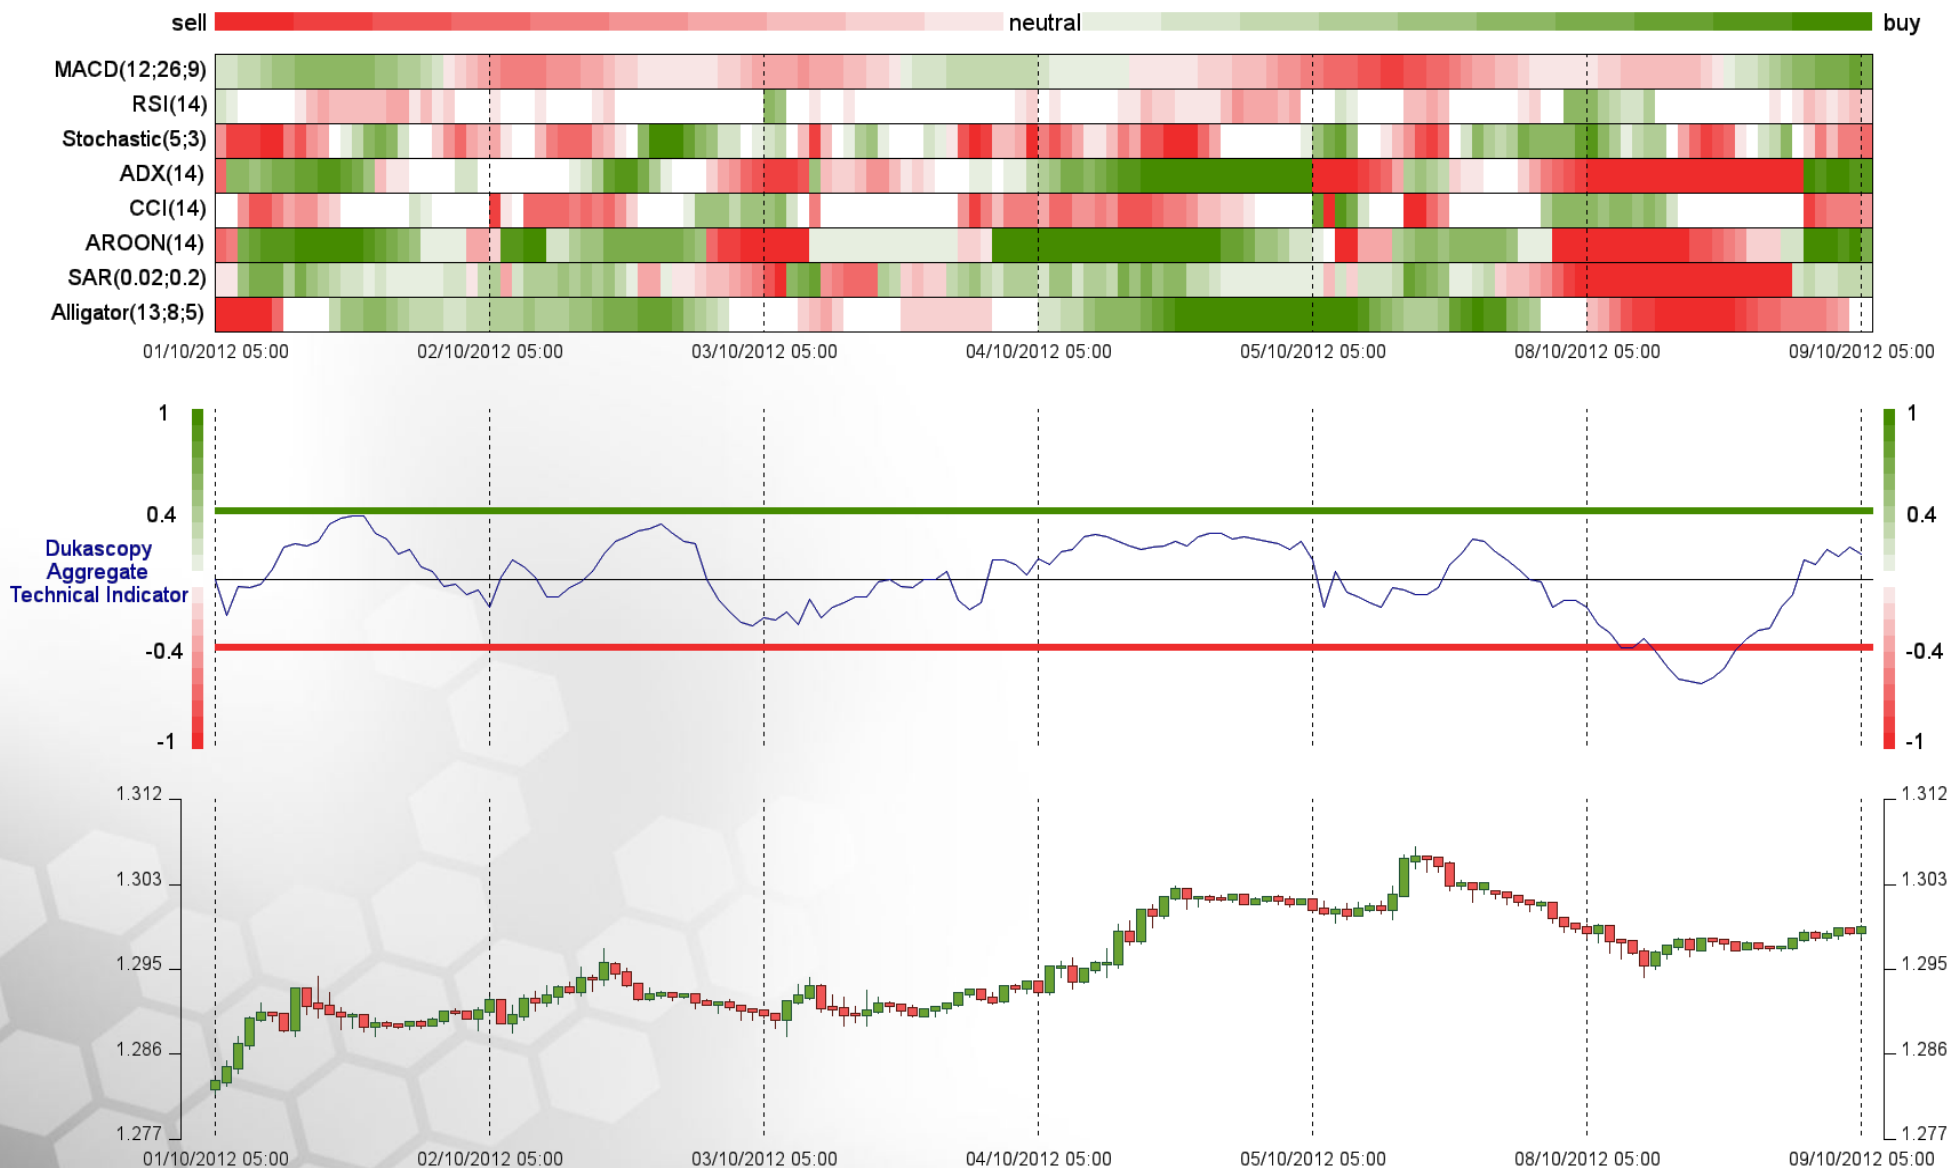 sell neutral buy
MACD(12;26;9)
RSI(14)
Stochastic(5;3)
ADX(14)
CCI(14)
AROON(14)
SAR(0.02;0.2)
Alligator(13;8;5)
01/10/2012 05:00 02/10/2012 05:00 03/10/2012 05:00 04/10/2012 05:00 05/10/2012 05:00 08/10/2012 05:00 09/10/2012 05:00
1 1
0.4 0.4
Dukascopy
Aggregate
Technical Indicator
-0.4 -0.4
-1 -1
1.312 1.312
1.303 1.303
1.295 1.295
1.286 1.286
1.277 1.277
01/10/2012 05:00 02/10/2012 05:00 03/10/2012 05:00 04/10/2012 05:00 05/10/2012 05:00 08/10/2012 05:00 09/10/2012 05:00